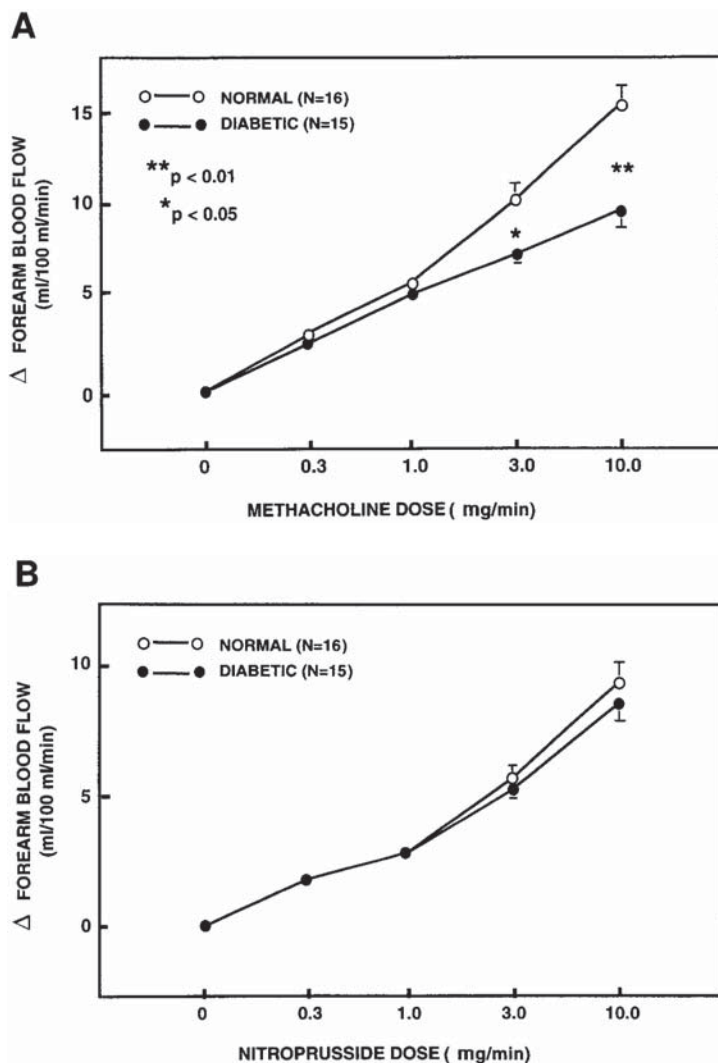 A
15
10
5
0
NORMAL (N=16)
DIABETIC (N=15)
** p < 0.01
* p < 0.05
*
**
Δ FOREARM BLOOD FLOW
(ml/100 ml/min)
0 0.3 1.0 3.0 10.0
METHACHOLINE DOSE ( mg/min)
B
10
5
0
NORMAL (N=16)
DIABETIC (N=15)
Δ FOREARM BLOOD FLOW
(ml/100 ml/min)
0 0.3 1.0 3.0 10.0
NITROPRUSSIDE DOSE ( mg/min)